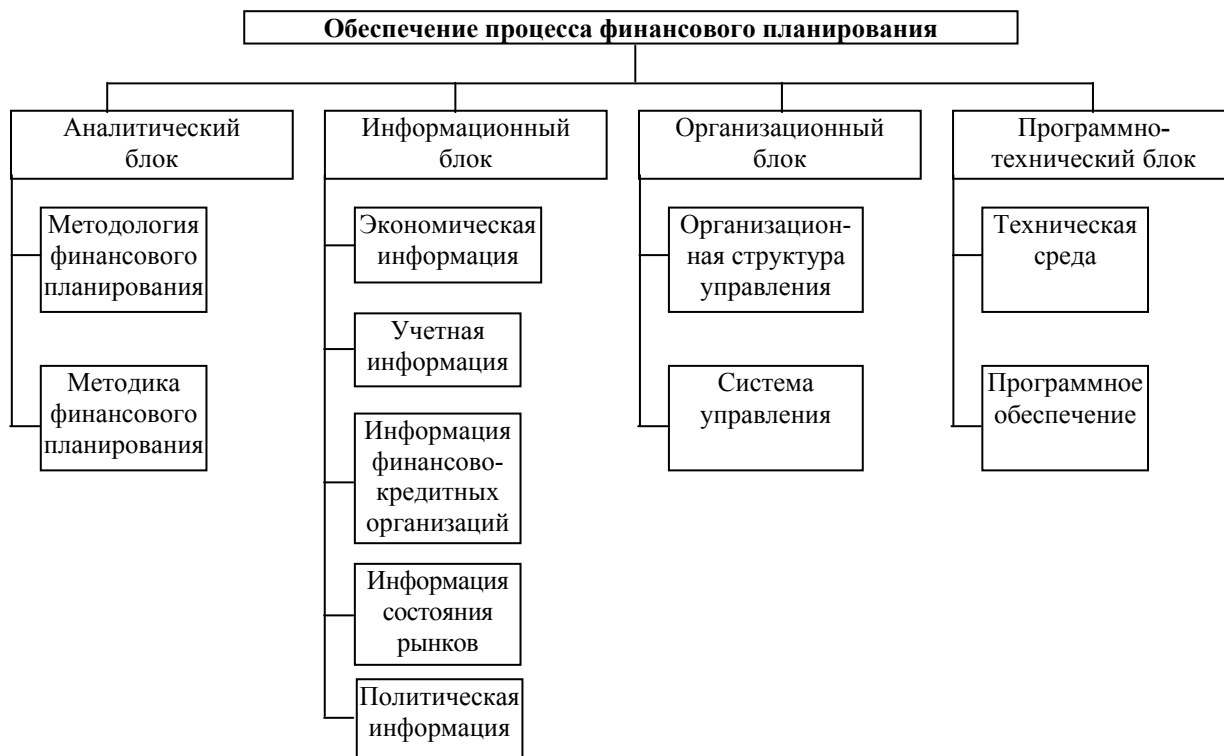 Обеспечение процесса финансового планирования
Аналитический
блок
Методология
финансового
планирования
Методика
финансового
планирования
Информационный
блок
Экономическая
информация
Учетная
информация
Информация
финансово-
кредитных
организаций
Информация
состояния
рынков
Политическая
информация
Организационный
блок
Организацион-
ная структура
управления
Система
управления
Программно-
технический блок
Техническая
среда
Программное
обеспечение